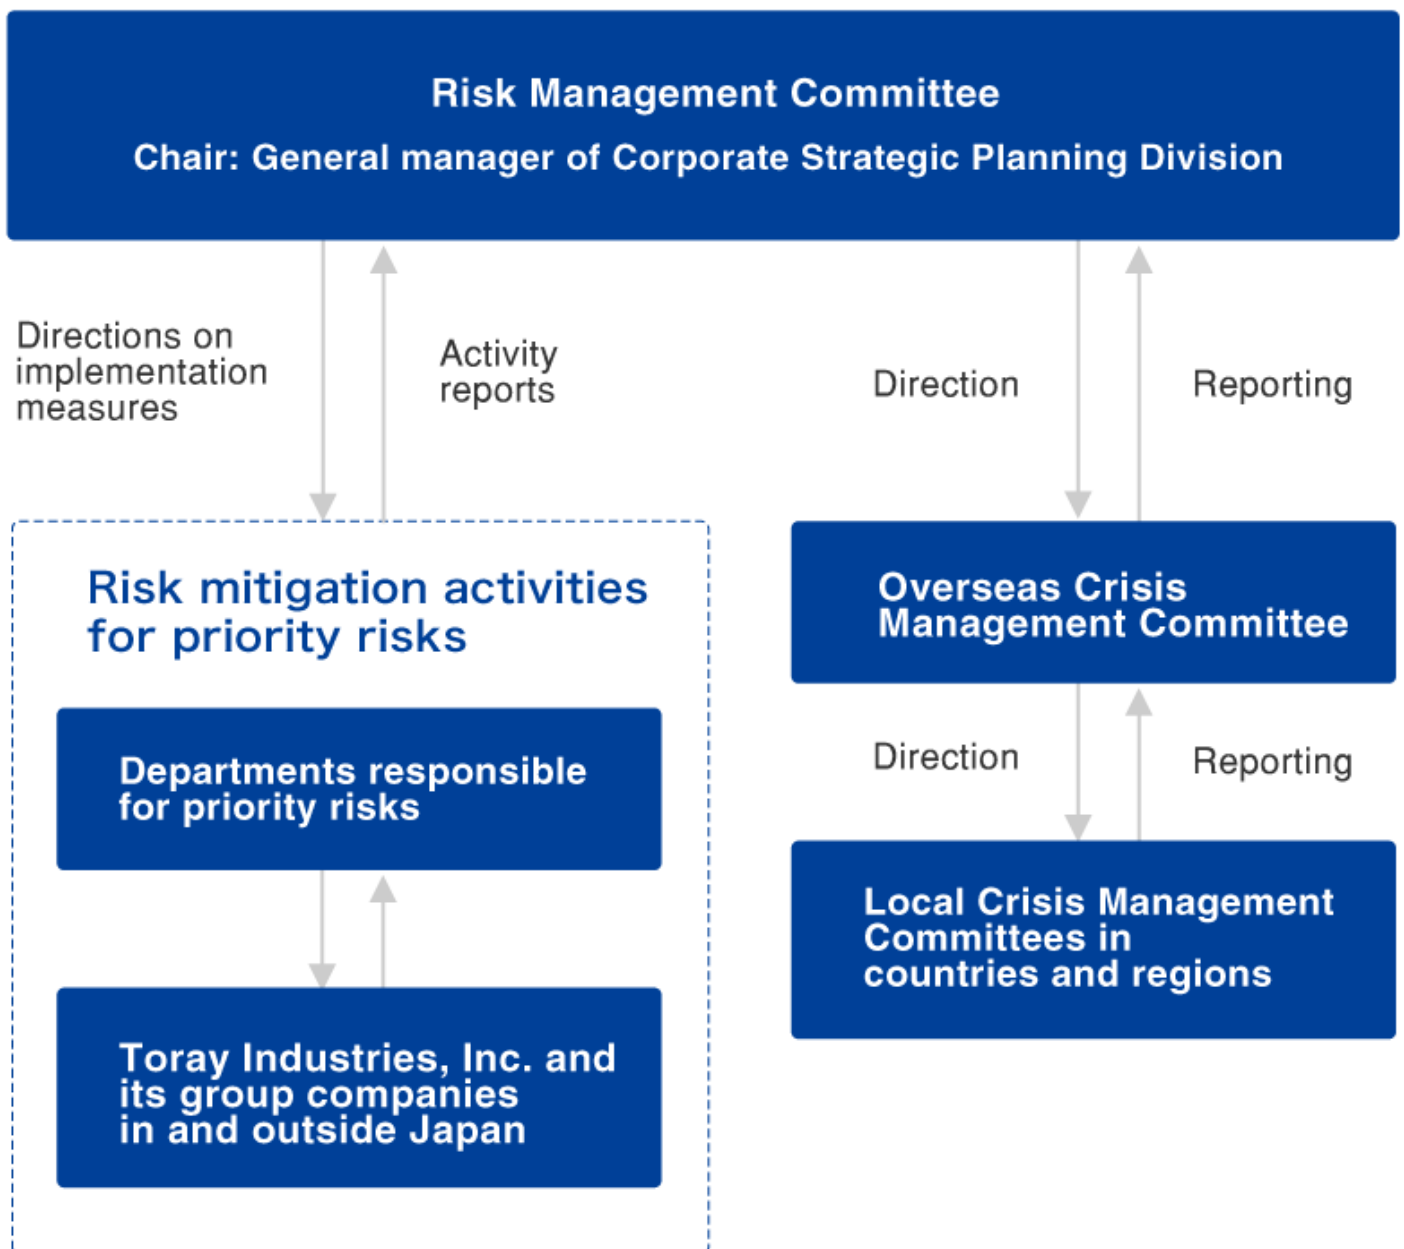 Risk Management Committee
Chair: General manager of Corporate Strategic Planning Division
Directions on
implementation
measures
Activity
reports
Direction
Reporting
Risk mitigation activities
for priority risks
Departments responsible
for priority risks
Toray Industries, Inc. and
its group companies
in and outside Japan
Overseas Crisis
Management Committee
Direction
Reporting
Local Crisis Management
Committees in
countries and regions